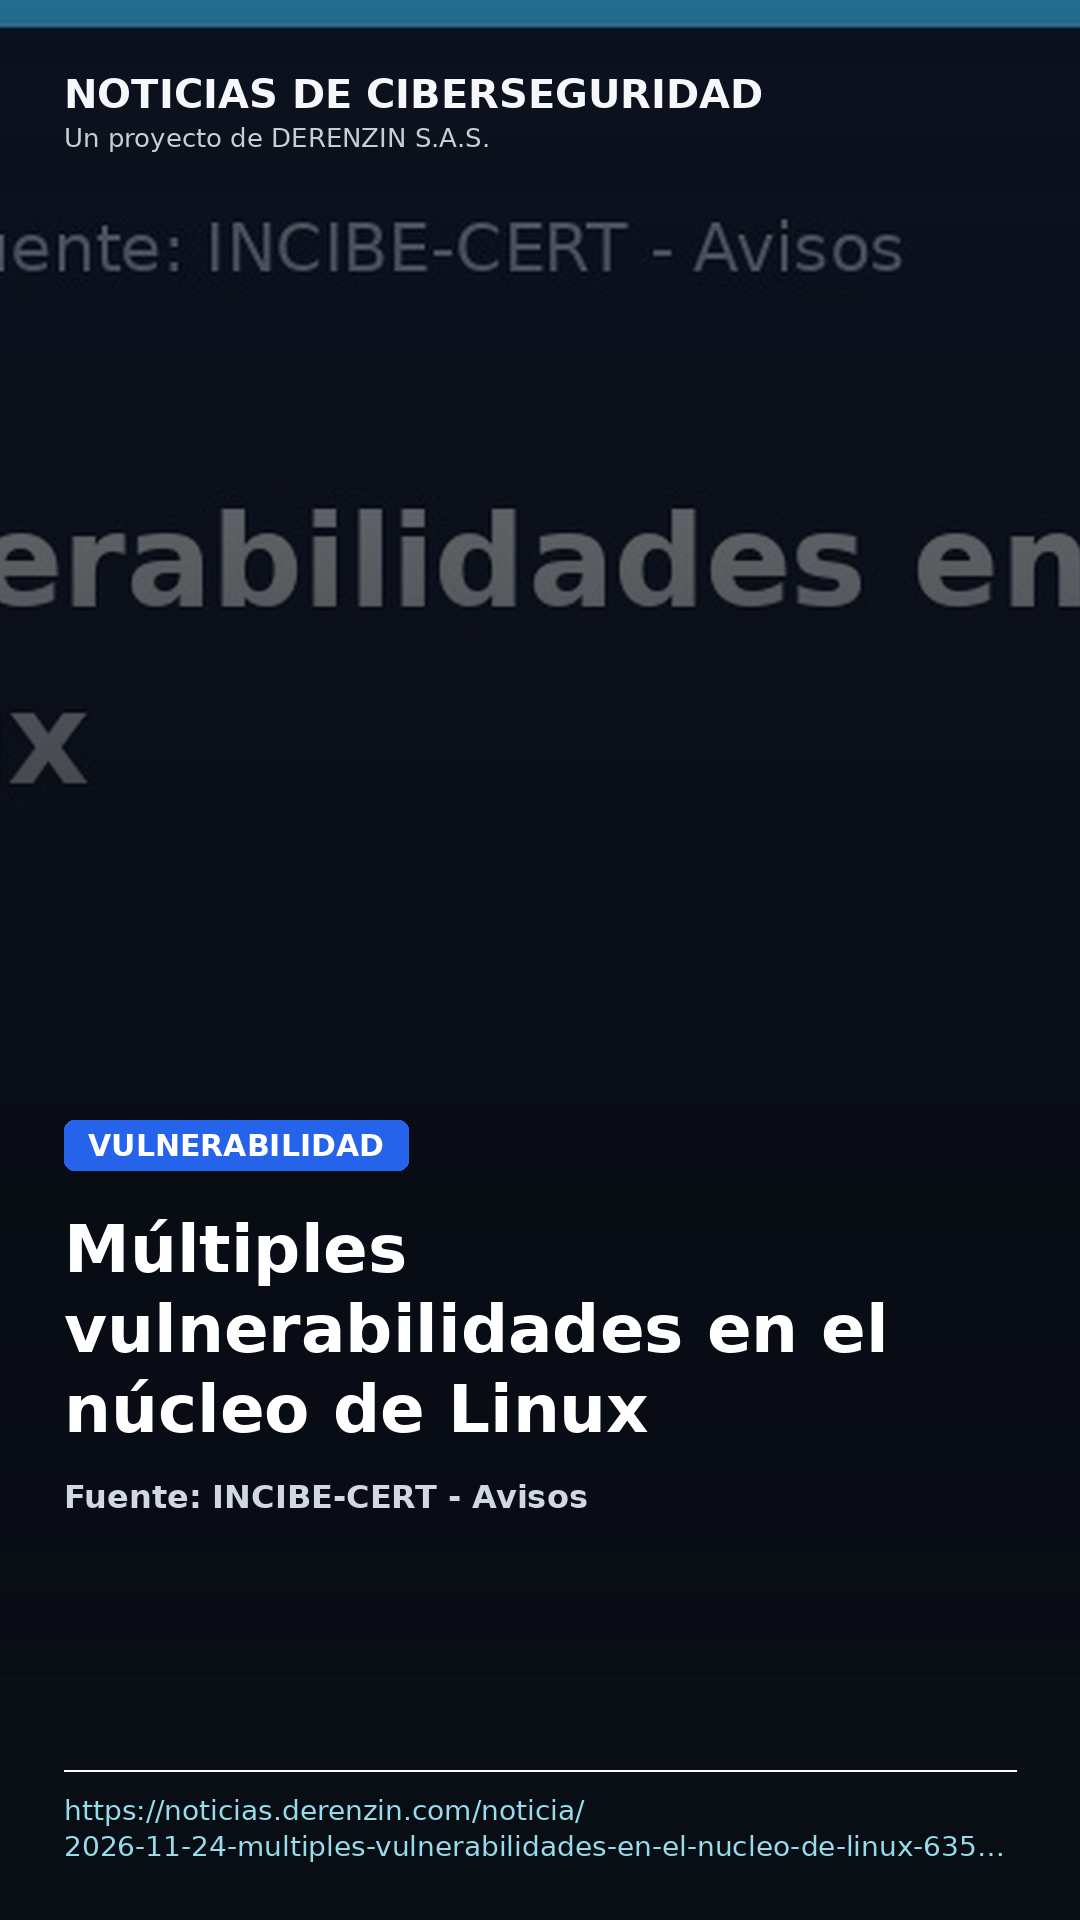 NOTICIAS DE CIBERSEGURIDAD
Un proyecto de DERENZIN S.A.S.
uente: INCIBE-CERT - Avisos
erabilidades en
ux
VULNERABILIDAD
Múltiples
vulnerabilidades en el
núcleo de Linux
Fuente: INCIBE-CERT - Avisos
https://noticias.derenzin.com/noticia/
2026-11-24-multiples-vulnerabilidades-en-el-nucleo-de-linux-635…